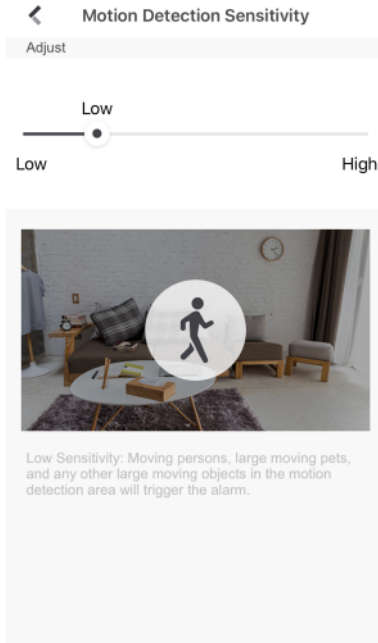 Motion Detection Sensitivity
Adjust
Low
Low High
Low Sensitivity: Moving persons, large moving pets,
and any other large moving objects in the motion
detection area will trigger the alarm.